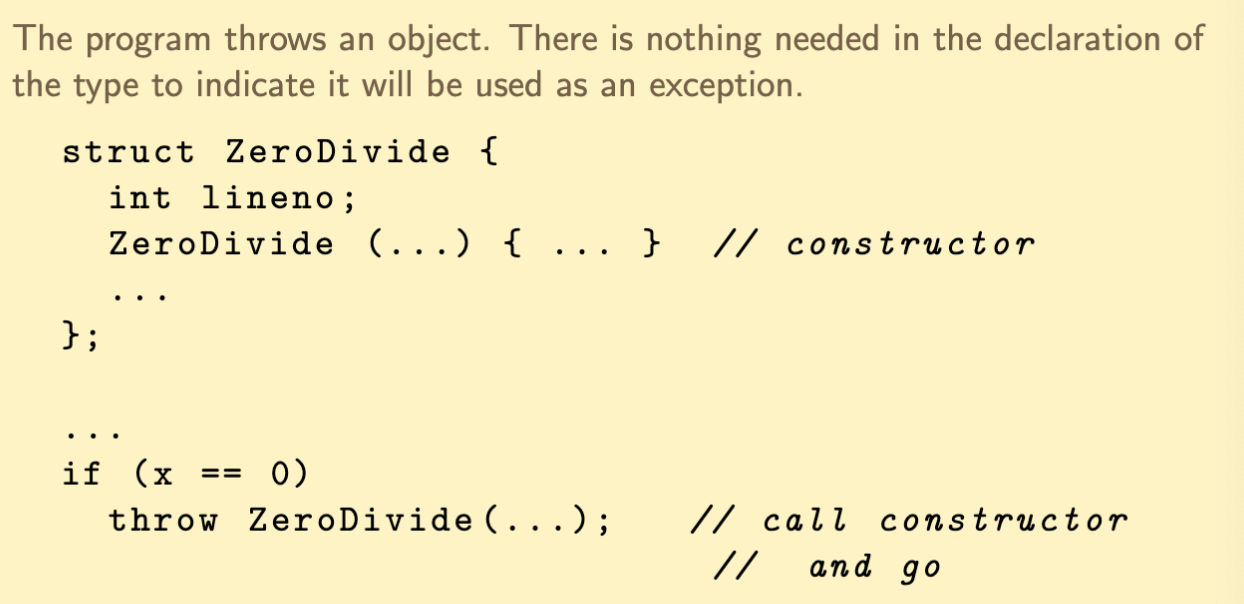 The program throws an object. There is nothing needed in the declaration of
the type to indicate it will be used as an exception.
struct ZeroDivide {
int lineno;
ZeroDivide (...) { ... } // constructor
...
};
...
if (x == 0)
throw ZeroDivide(...); // call constructor
// and go